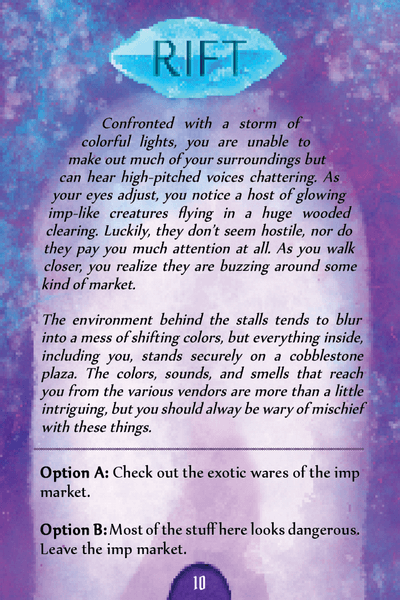 RIFT
Confronted with a storm of
colorful lights, you are unable to
make out much of your surroundings but
can hear high-pitched voices chattering. As
your eyes adjust, you notice a host of glowing
imp-like creatures flying in a huge wooded
clearing. Luckily, they don't seem hostile, nor do
they pay you much attention at all. As you walk
closer, you realize they are buzzing around some
kind of market.
The environment behind the stalls tends to blur
into a mess of shifting colors, but everything inside,
including you, stands securely on a cobblestone
plaza. The colors, sounds, and smells that reach
you from the various vendors are more than a little
intriguing, but you should alway be wary of mischief
with these things.
Option A: Check out the exotic wares of the imp
market.
Option B: Most of the stuff here looks dangerous.
Leave the imp market.
10